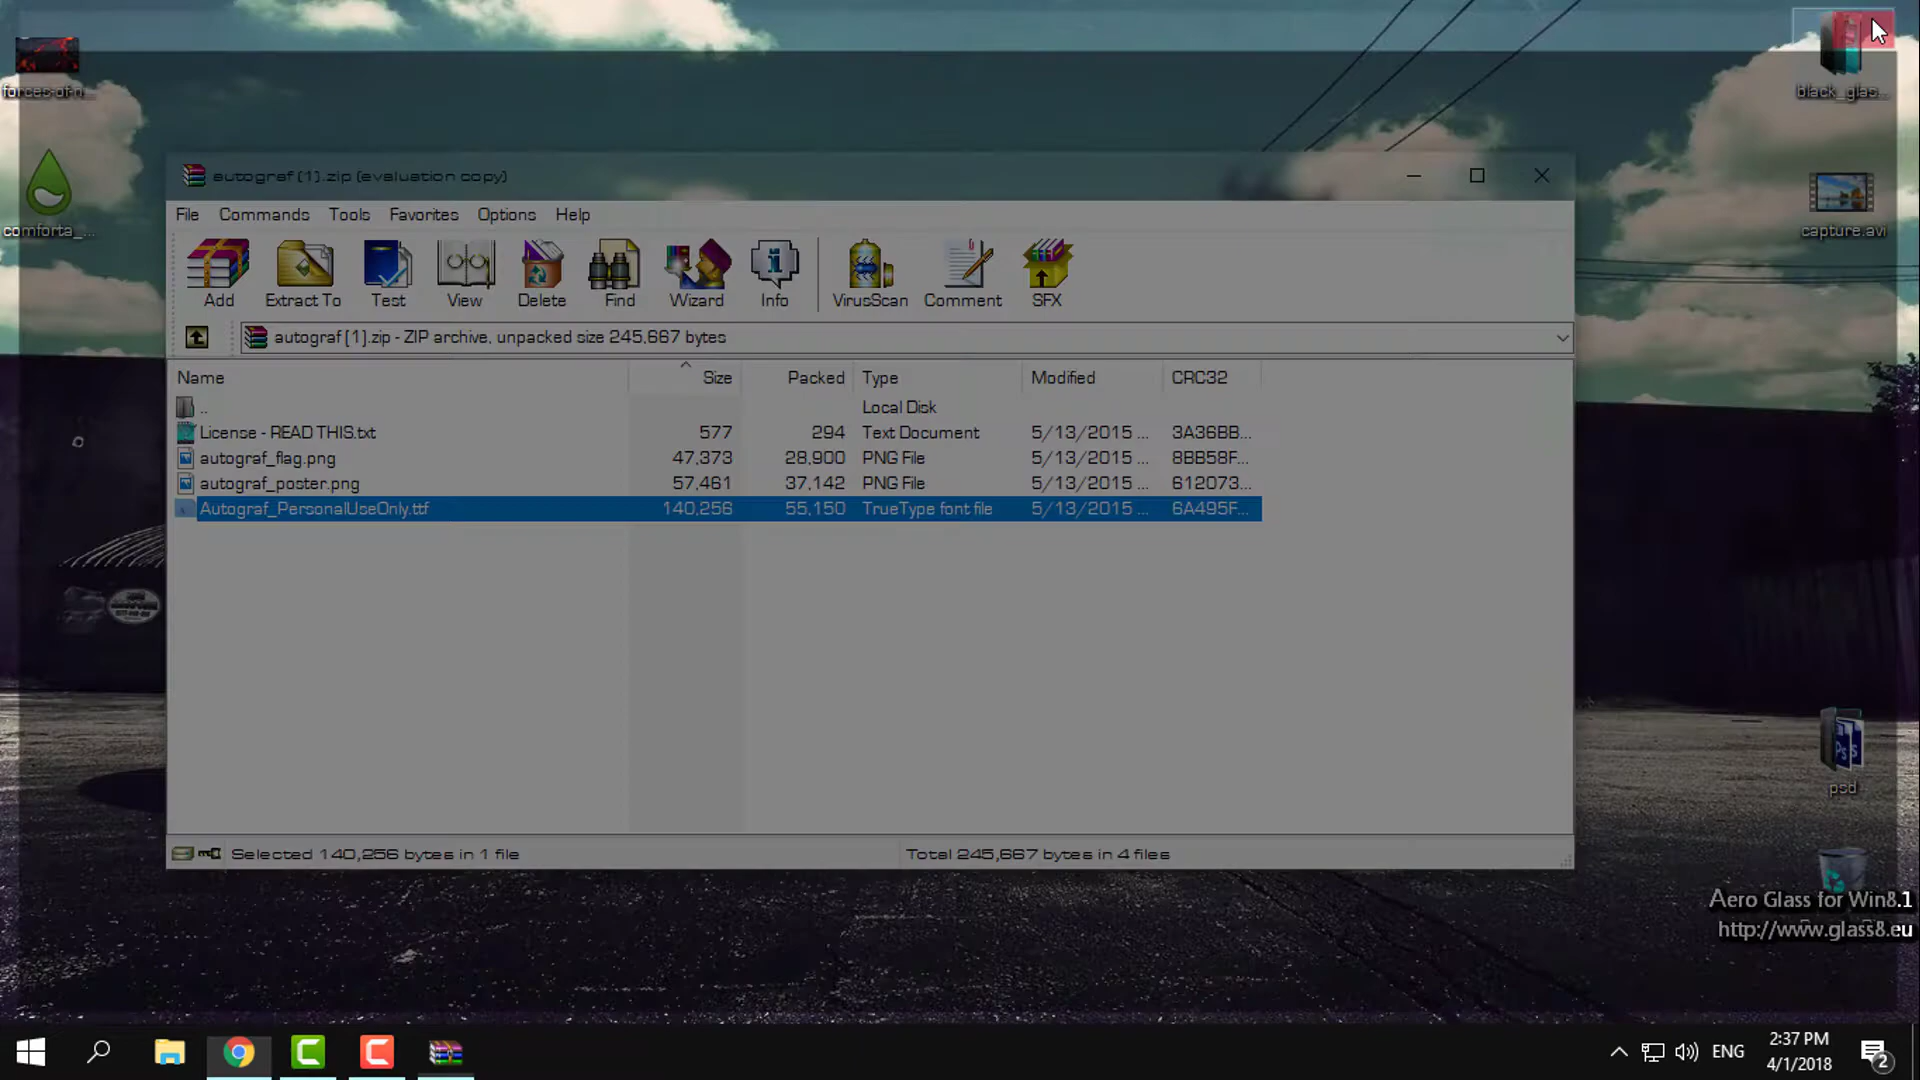 forces-of-n...
black_glas...
comforta_...
capture.avi
autograf (1).zip (evaluation copy)
File Commands Tools Favorites Options Help
Add Extract To Test View Delete Find Wizard Info VirusScan Comment SFX
autograf (1).zip - ZIP archive, unpacked size 245,667 bytes
Name Size Packed Type Modified CRC32
.. Local Disk
License - READ THIS.txt 577 294 Text Document 5/13/2015 ... 3A36BB...
autograf_flag.png 47,373 28,900 PNG File 5/13/2015 ... 8BB58F...
autograf_poster.png 57,461 37,142 PNG File 5/13/2015 ... 612073...
Autograf_PersonalUseOnly.ttf 140,256 55,150 TrueType font file 5/13/2015 ... 6A495F...
psd
Selected 140,256 bytes in 1 file
Total 245,667 bytes in 4 files
Aero Glass for Win8.1
http://www.glass8.eu
ENG
2:37 PM
4/1/2018
2